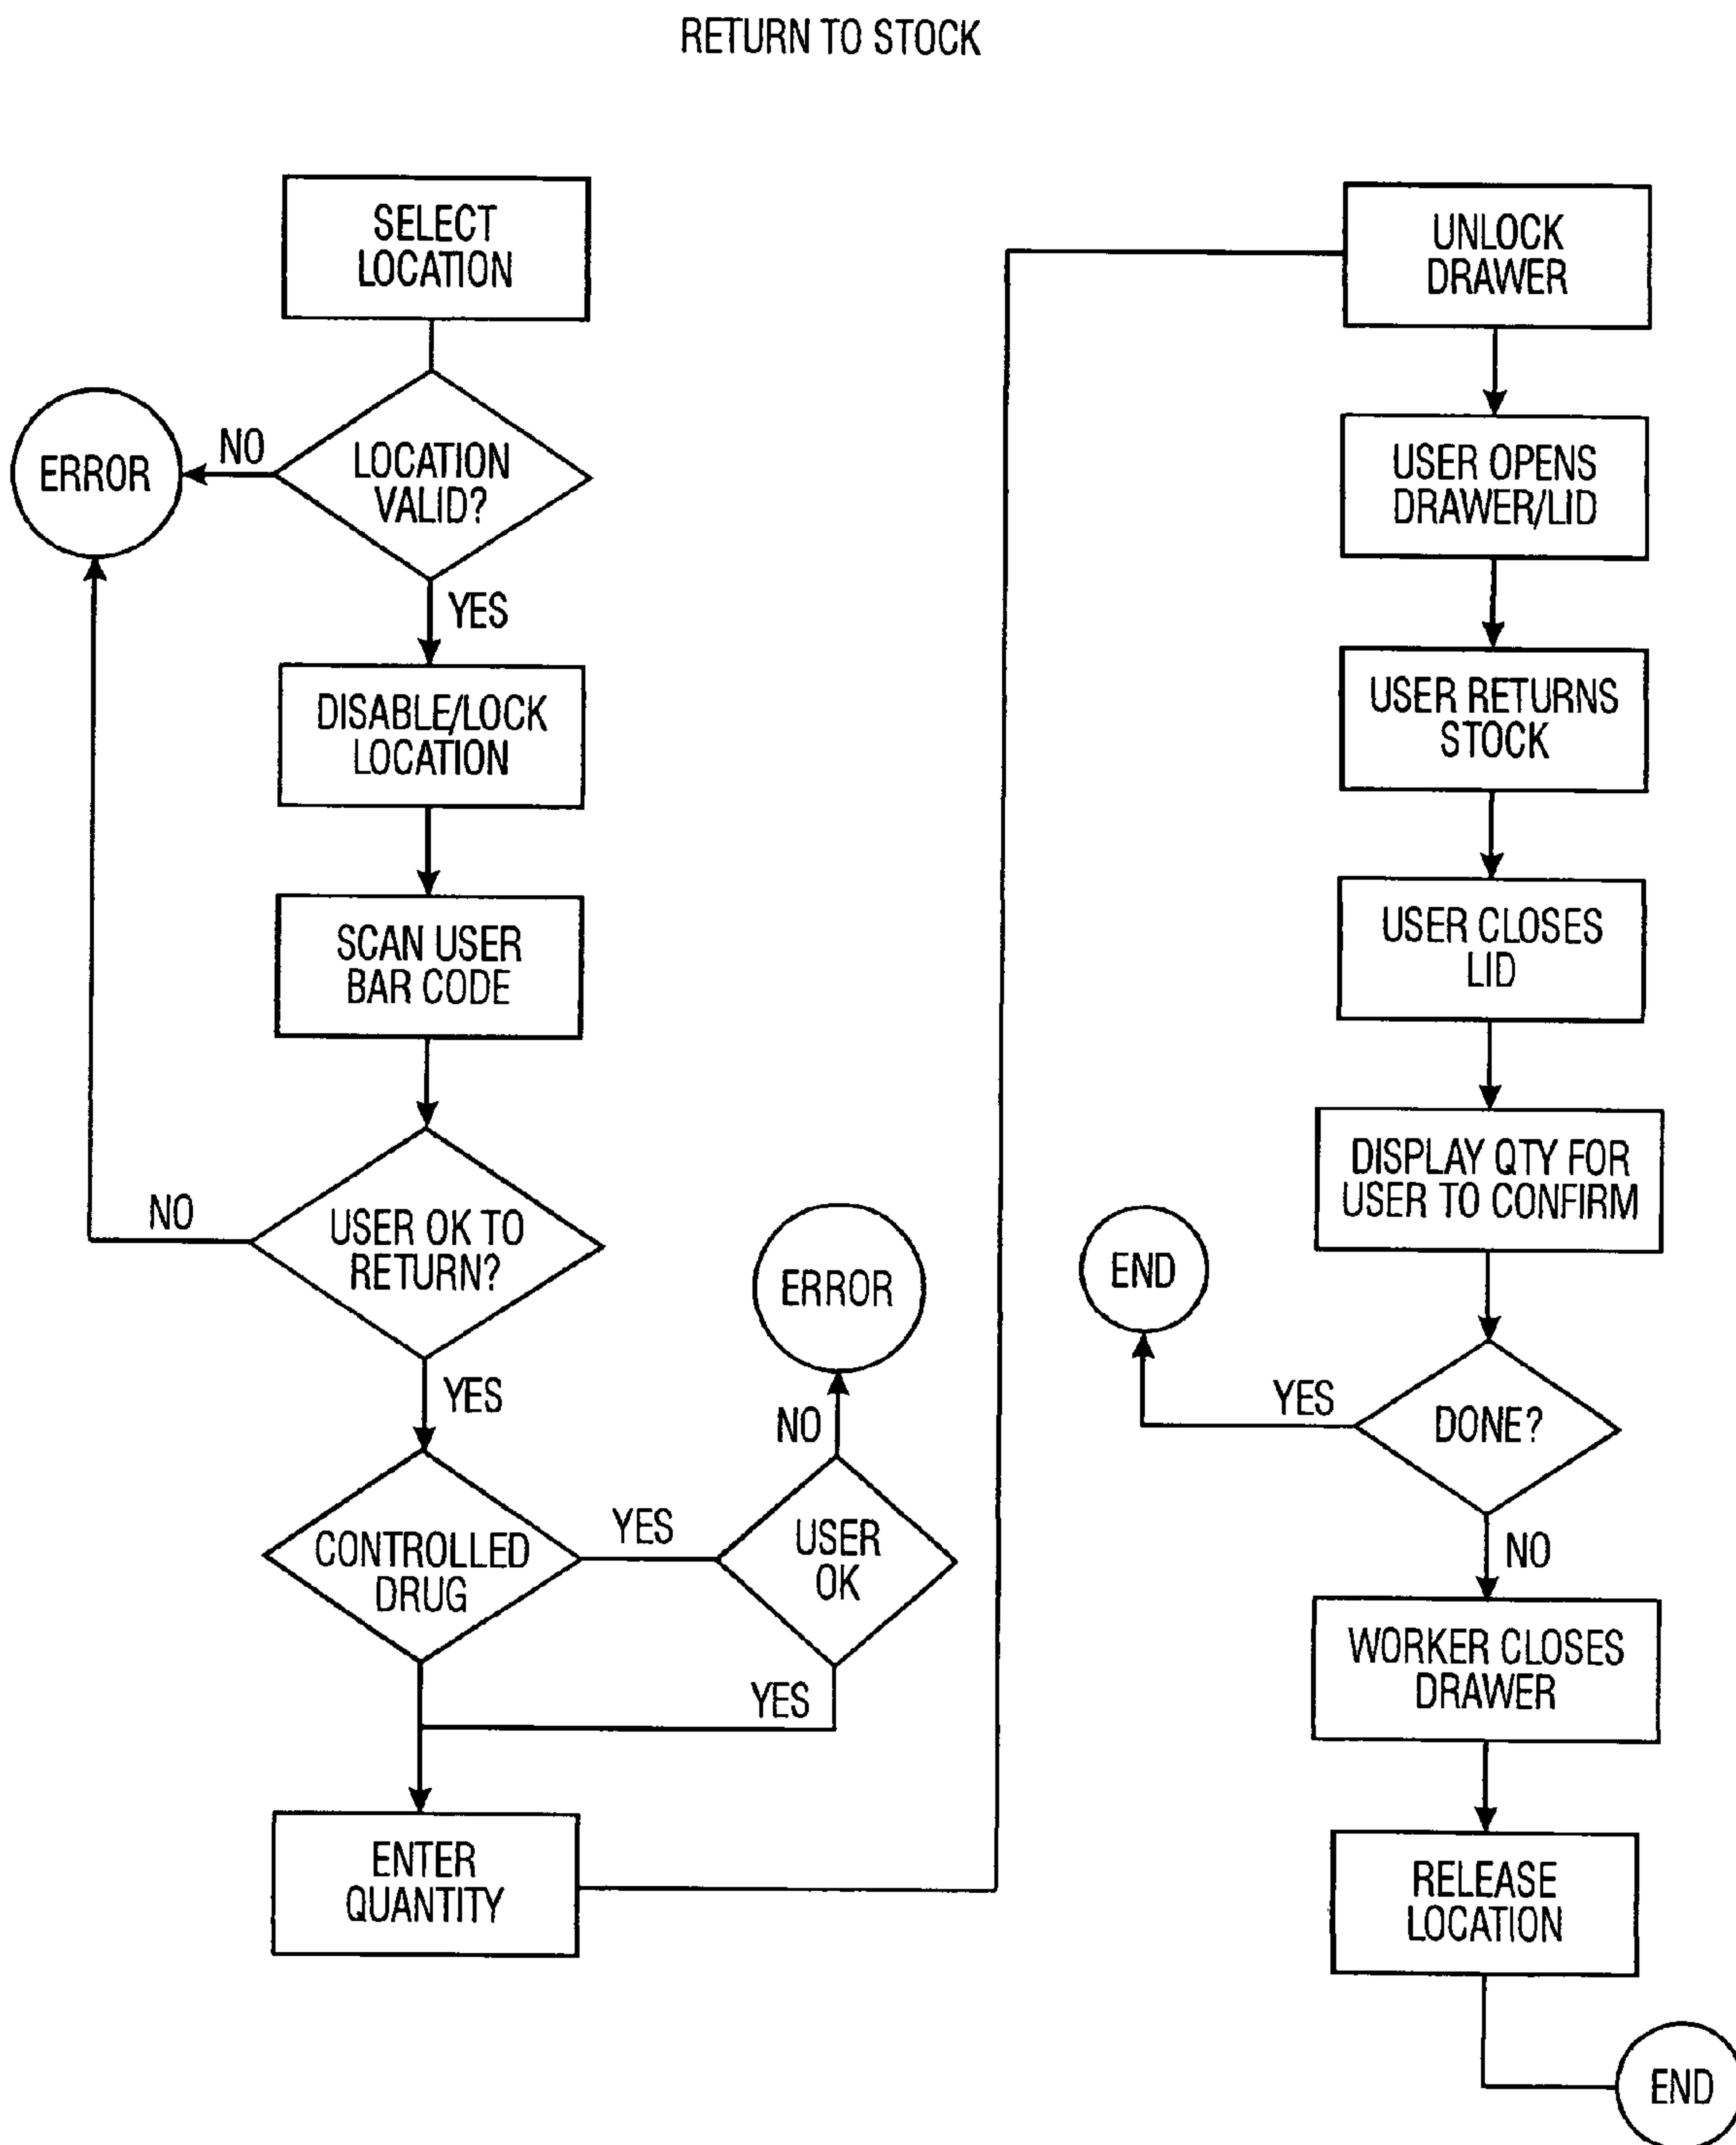 RETURN TO STOCK
SELECT
LOCATION
ERROR
NO
LOCATION
VALID?
YES
DISABLE/LOCK
LOCATION
SCAN USER
BAR CODE
NO
USER OK TO
RETURN?
YES
CONTROLLED
DRUG
YES
USER
OK
NO
ERROR
YES
ENTER
QUANTITY
UNLOCK
DRAWER
USER OPENS
DRAWER/LID
USER RETURNS
STOCK
USER CLOSES
LID
DISPLAY QTY FOR
USER TO CONFIRM
END
YES
DONE?
NO
WORKER CLOSES
DRAWER
RELEASE
LOCATION
END